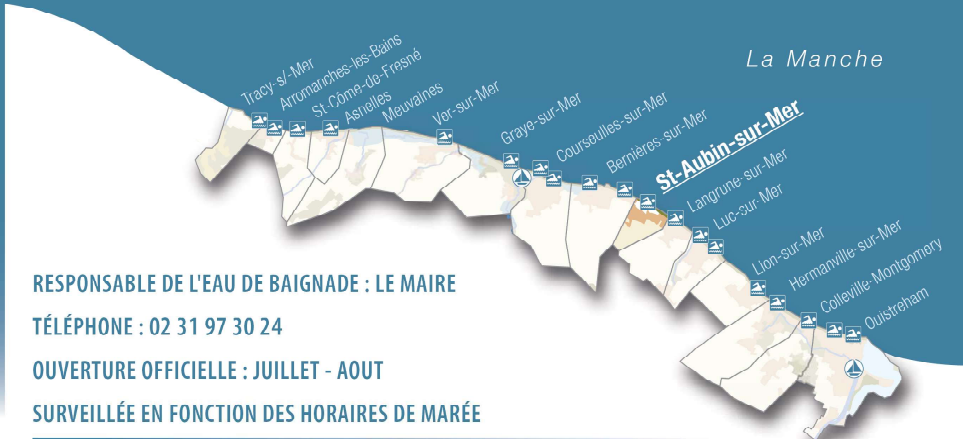 La Manche
Tracy-s/-Mer
Arromanches-les-Bains
St-Côme-de-Fresné
Asnelles
Meuvaines
Ver-sur-Mer
Graye-sur-Mer
Courseulles-sur-Mer
Bernières-sur-Mer
St-Aubin-sur-Mer
Langrune-sur-Mer
Luc-sur-Mer
Lion-sur-Mer
Hermanville-sur-Mer
Colleville-Montgomery
Ouistreham
RESPONSABLE DE L'EAU DE BAIGNADE : LE MAIRE
TÉLÉPHONE : 02 31 97 30 24
OUVERTURE OFFICIELLE : JUILLET - AOUT
SURVEILLÉE EN FONCTION DES HORAIRES DE MARÉE